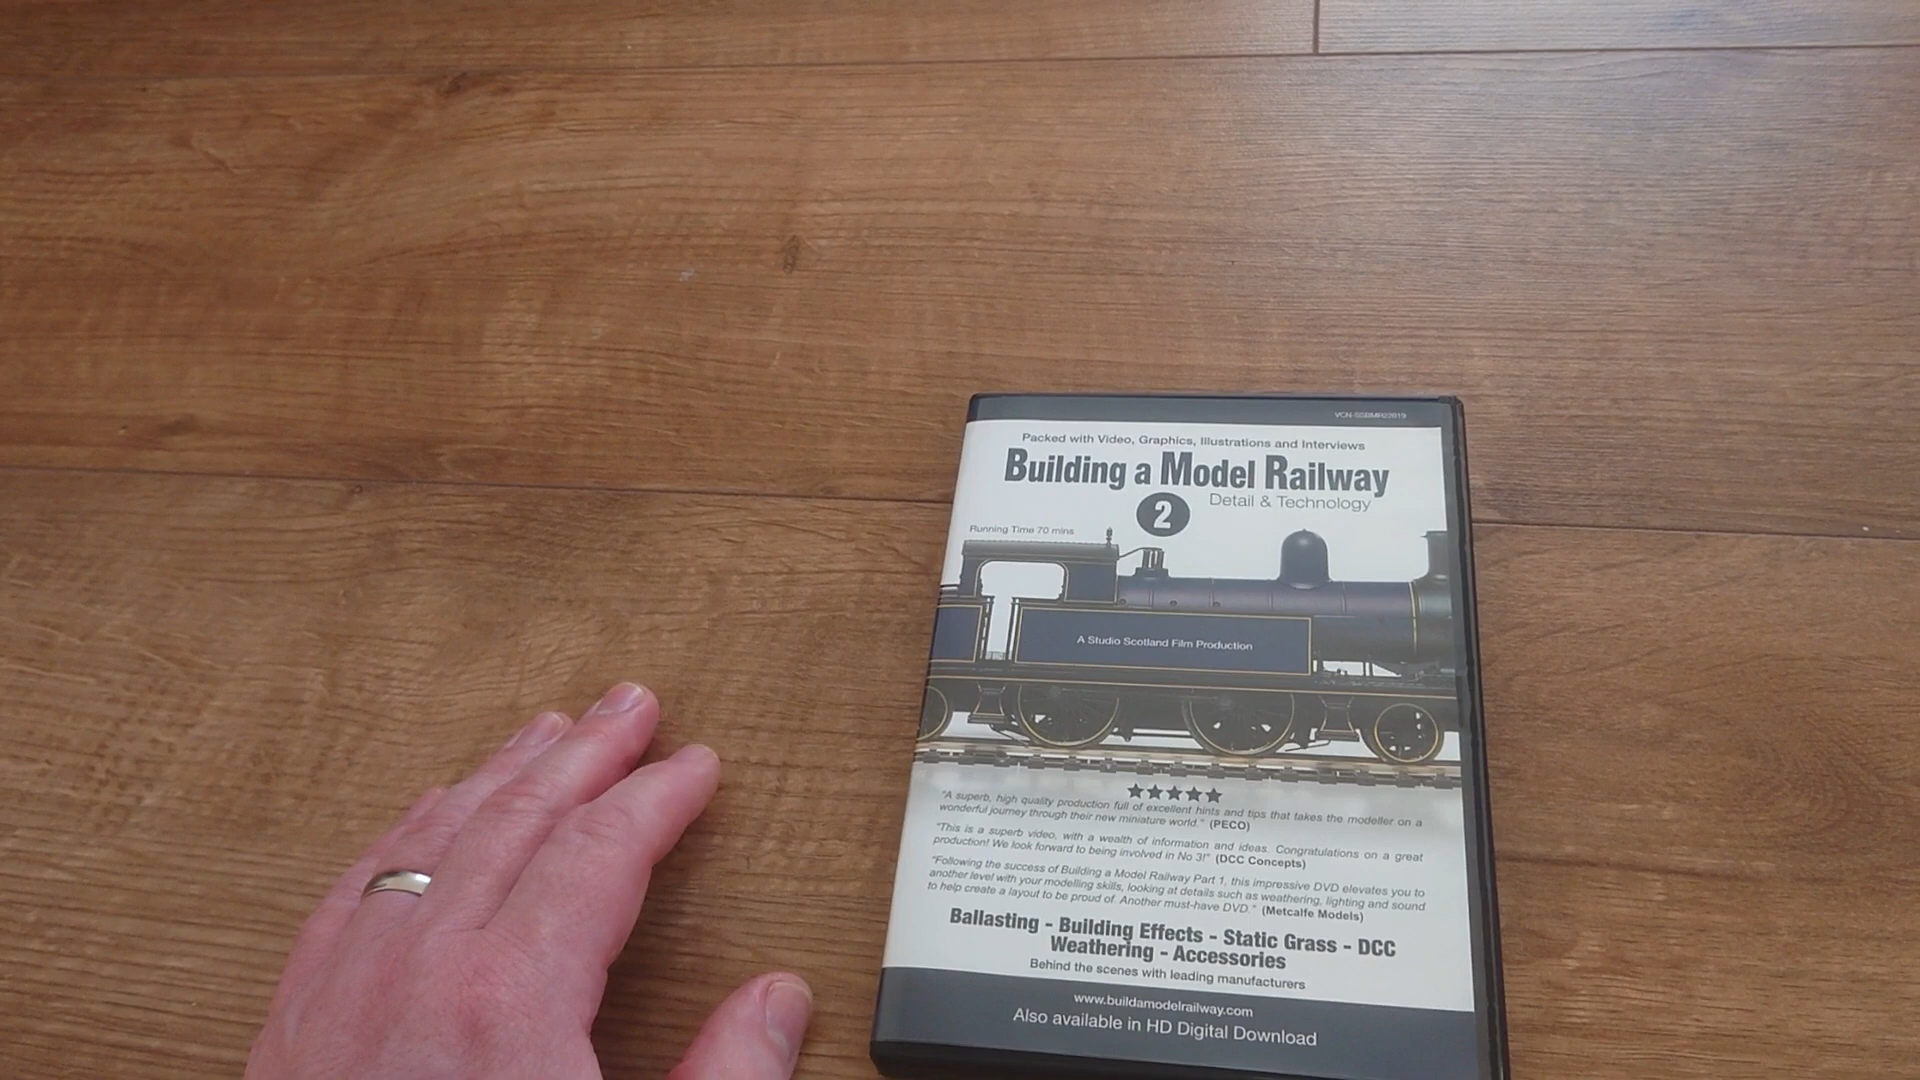 VCN-SSBMR22019
Packed with Video, Graphics, Illustrations and Interviews
Building a Model Railway
2 Detail & Technology
Running Time 70 mins
A Studio Scotland Film Production
"A superb, high quality production full of excellent hints and tips that takes the modeller on a
wonderful journey through their new miniature world." (PECO)
"This is a superb video, with a wealth of information and ideas. Congratulations on a great
production! We look forward to being involved in No 3!" (DCC Concepts)
"Following the success of Building a Model Railway Part 1, this impressive DVD elevates you to
another level with your modelling skills, looking at details such as weathering, lighting and sound
to help create a layout to be proud of. Another must-have DVD." (Metcalfe Models)
Ballasting - Building Effects - Static Grass - DCC
Weathering - Accessories
Behind the scenes with leading manufacturers
www.buildamodelrailway.com
Also available in HD Digital Download